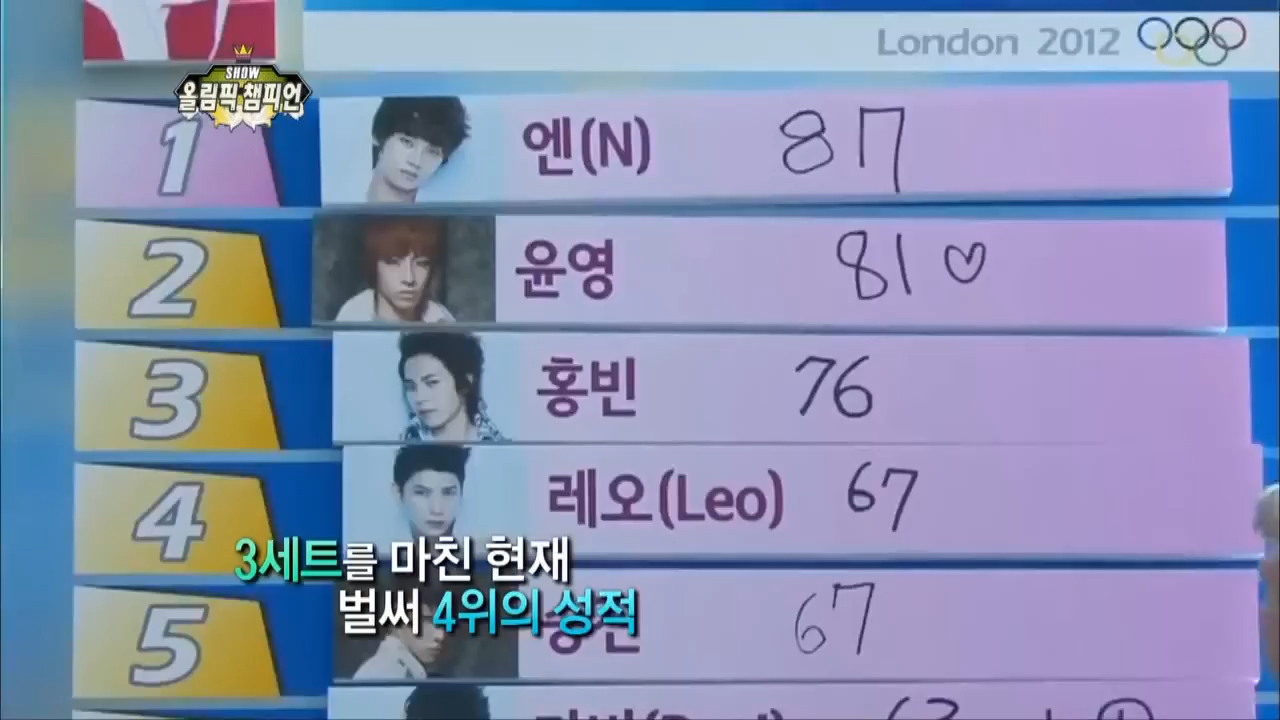 London 2012
SHOW
올림픽 챔피언
1 엔(N) 87
2 윤영 81♡
3 홍빈 76
4 레오(Leo) 67
3세트를 마친 현재
벌써 4위의 성적
5 67